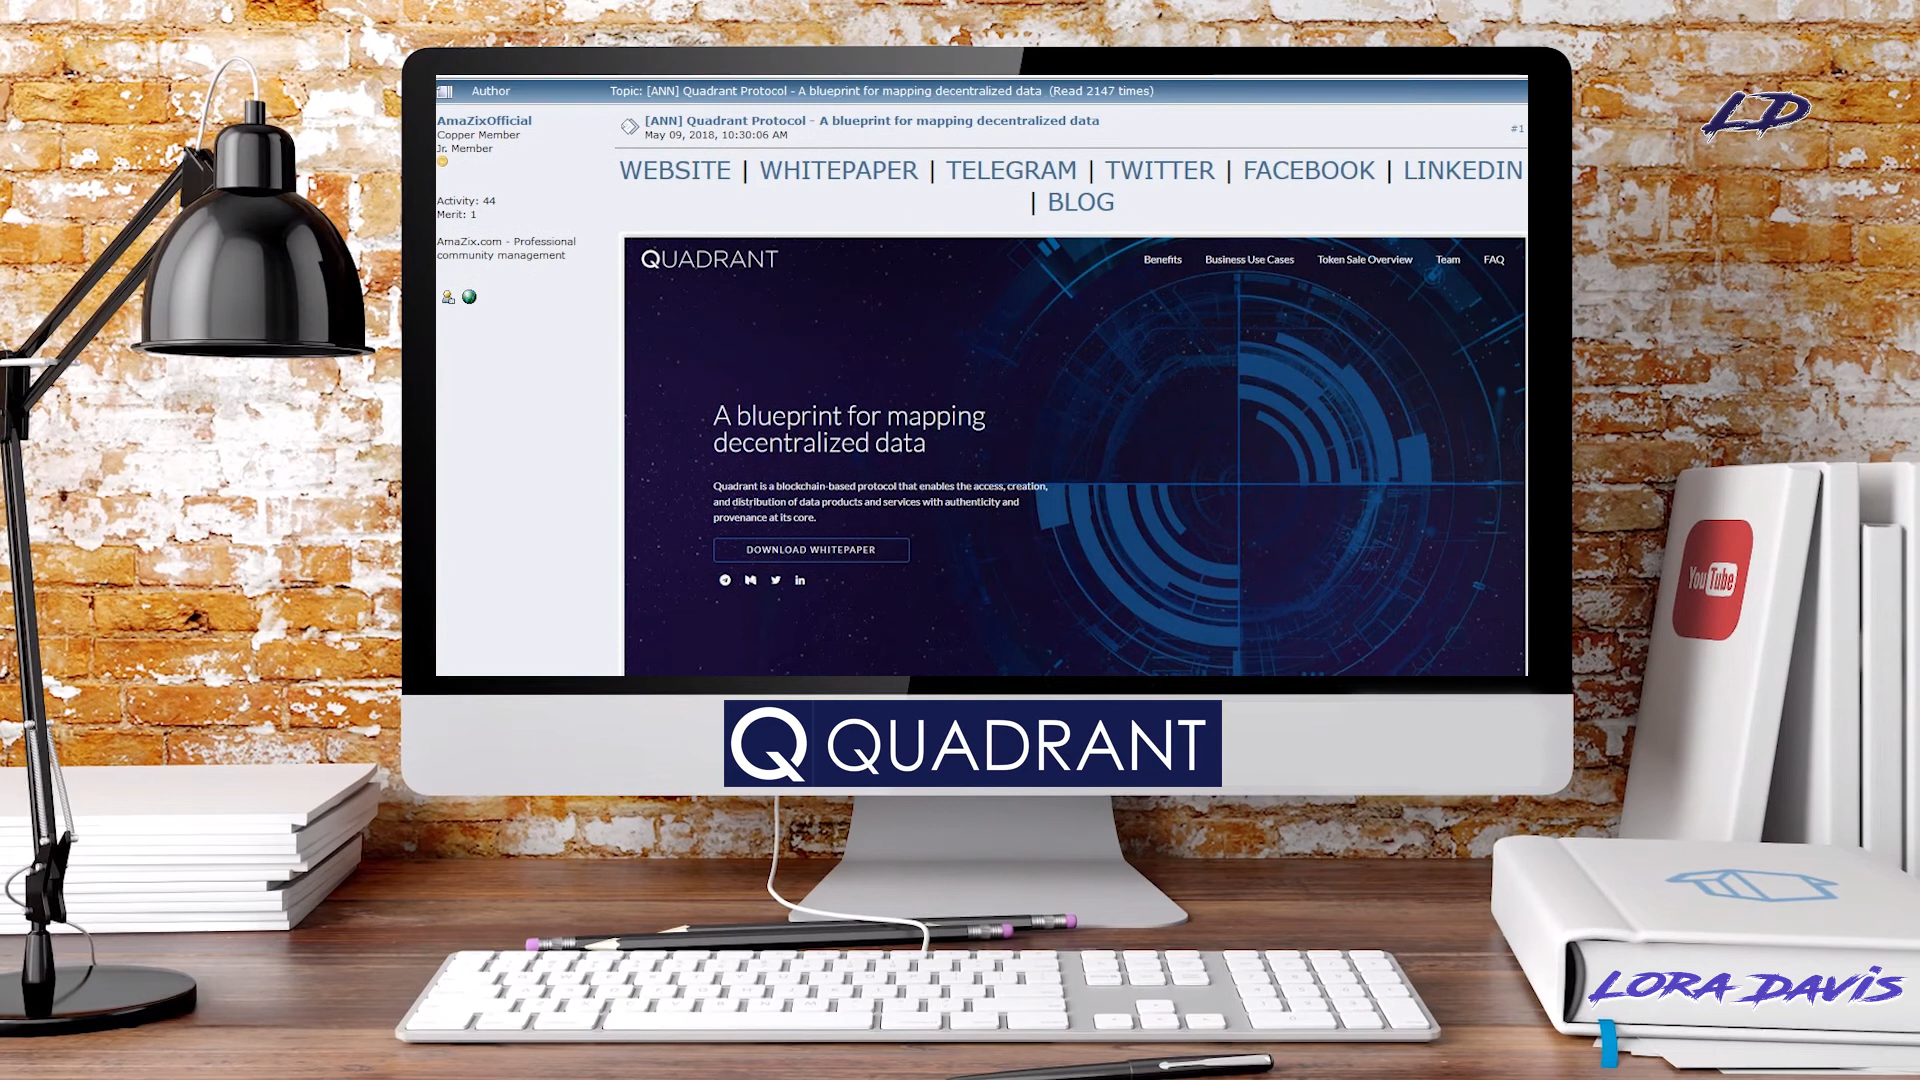 Author
Topic: [ANN] Quadrant Protocol - A blueprint for mapping decentralized data (Read 2147 times)
AmaZixOfficial
Copper Member
Jr. Member
Activity: 44
Merit: 1
AmaZix.com - Professional
community management
[ANN] Quadrant Protocol - A blueprint for mapping decentralized data
May 09, 2018, 10:30:06 AM
#1
WEBSITE | WHITEPAPER | TELEGRAM | TWITTER | FACEBOOK | LINKEDIN
| BLOG
QUADRANT
Benefits Business Use Cases Token Sale Overview Team FAQ
A blueprint for mapping
decentralized data
Quadrant is a blockchain-based protocol that enables the access, creation,
and distribution of data products and services with authenticity and
provenance at its core.
DOWNLOAD WHITEPAPER
Q QUADRANT
LD
YouTube
LORA DAVIS